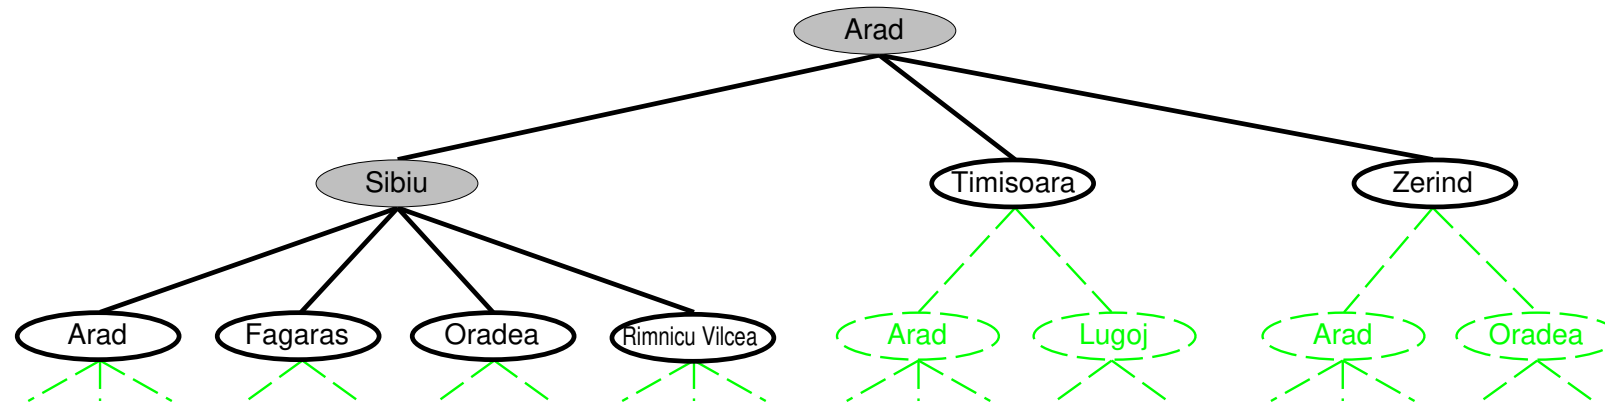 Arad
Sibiu
Timisoara
Zerind
Arad
Fagaras
Oradea
Rimnicu Vilcea
Arad
Lugoj
Arad
Oradea